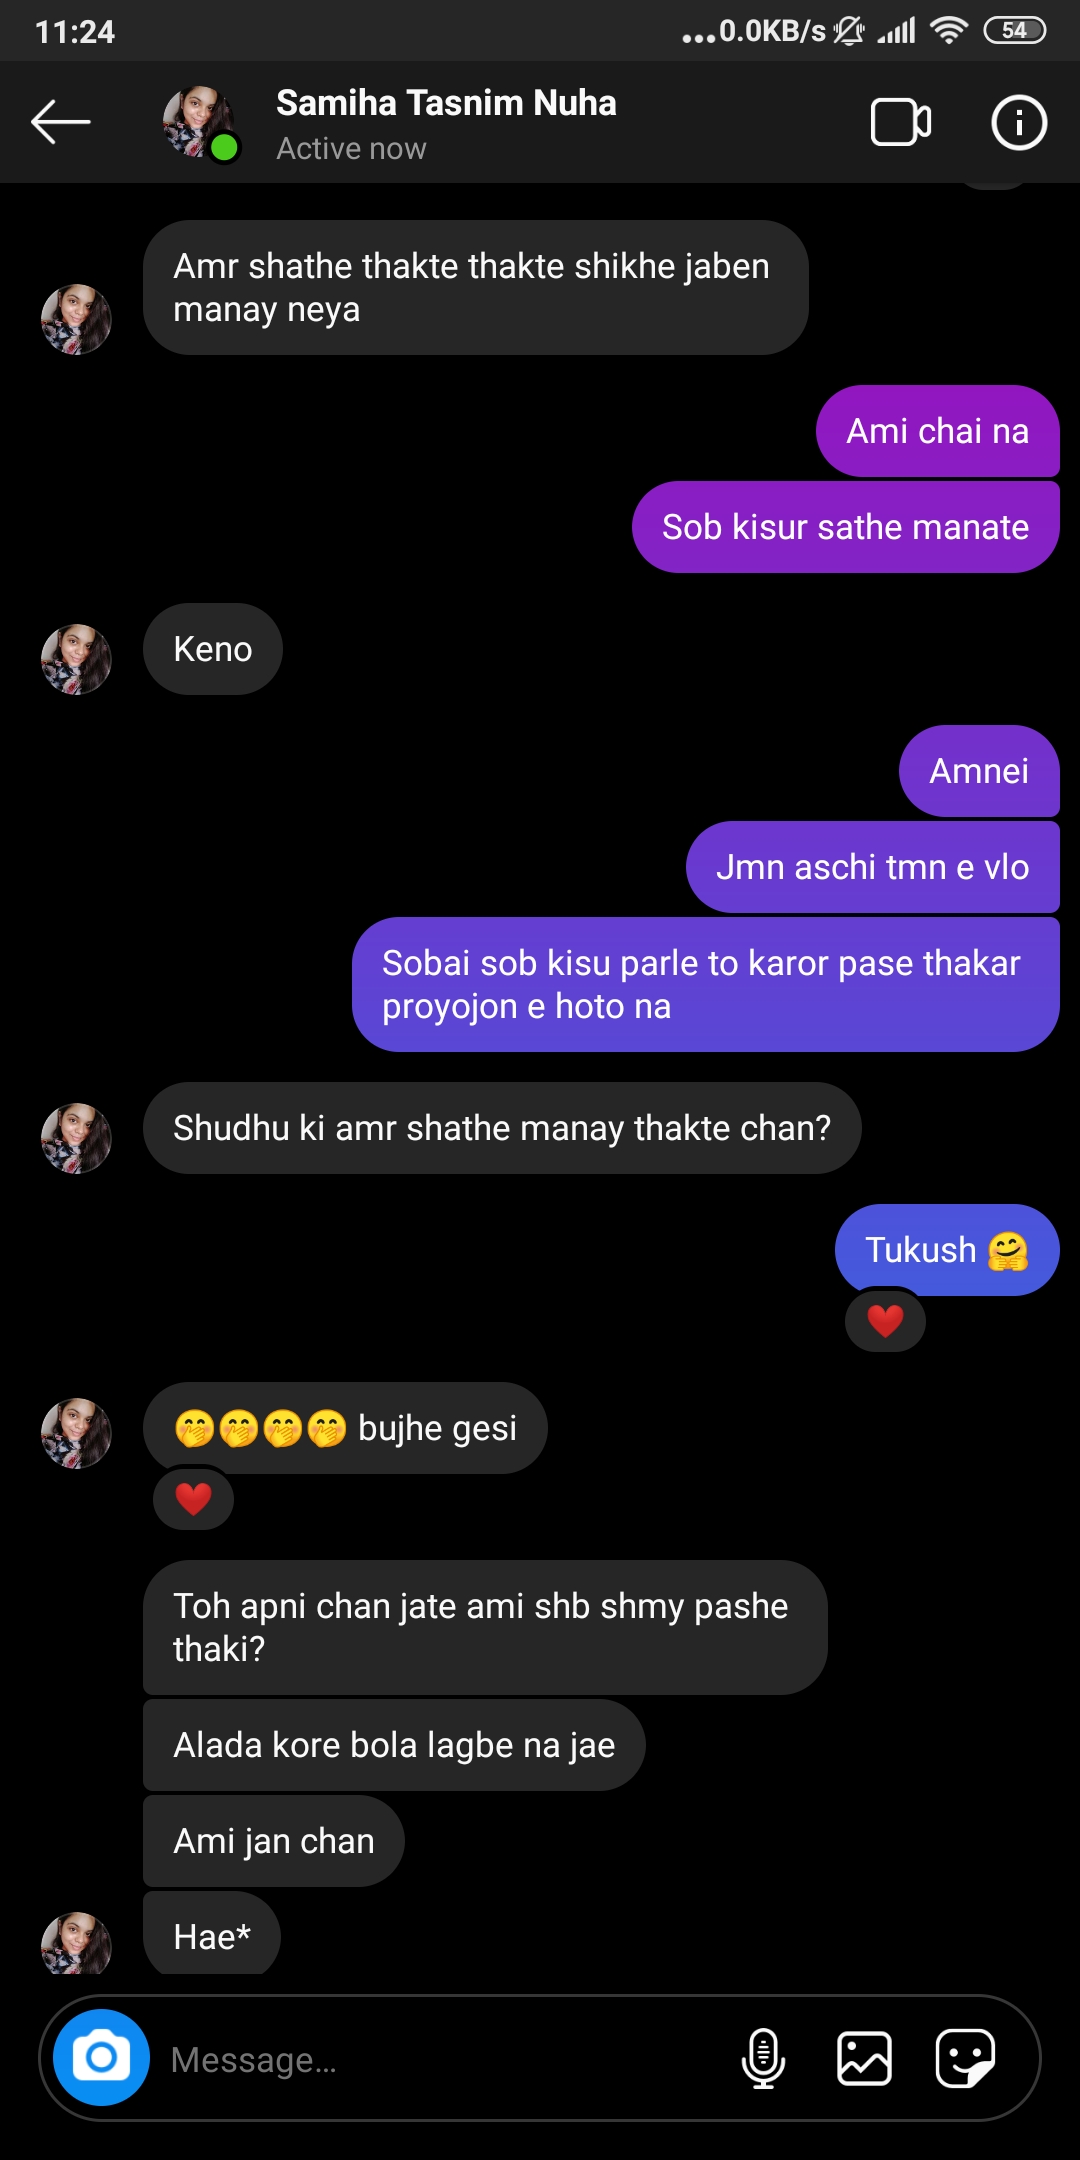 11:24
...0.0KB/s
54
Samiha Tasnim Nuha
Active now
Amr shathe thakte thakte shikhe jaben
manay neya
Ami chai na
Sob kisur sathe manate
Keno
Amnei
Jmn aschi tmn e vlo
Sobai sob kisu parle to karor pase thakar
proyojon e hoto na
Shudhu ki amr shathe manay thakte chan?
Tukush 🤗
❤️
🤭🤭🤭🤭 bujhe gesi
❤️
Toh apni chan jate ami shb shmy pashe
thaki?
Alada kore bola lagbe na jae
Ami jan chan
Hae*
Message...